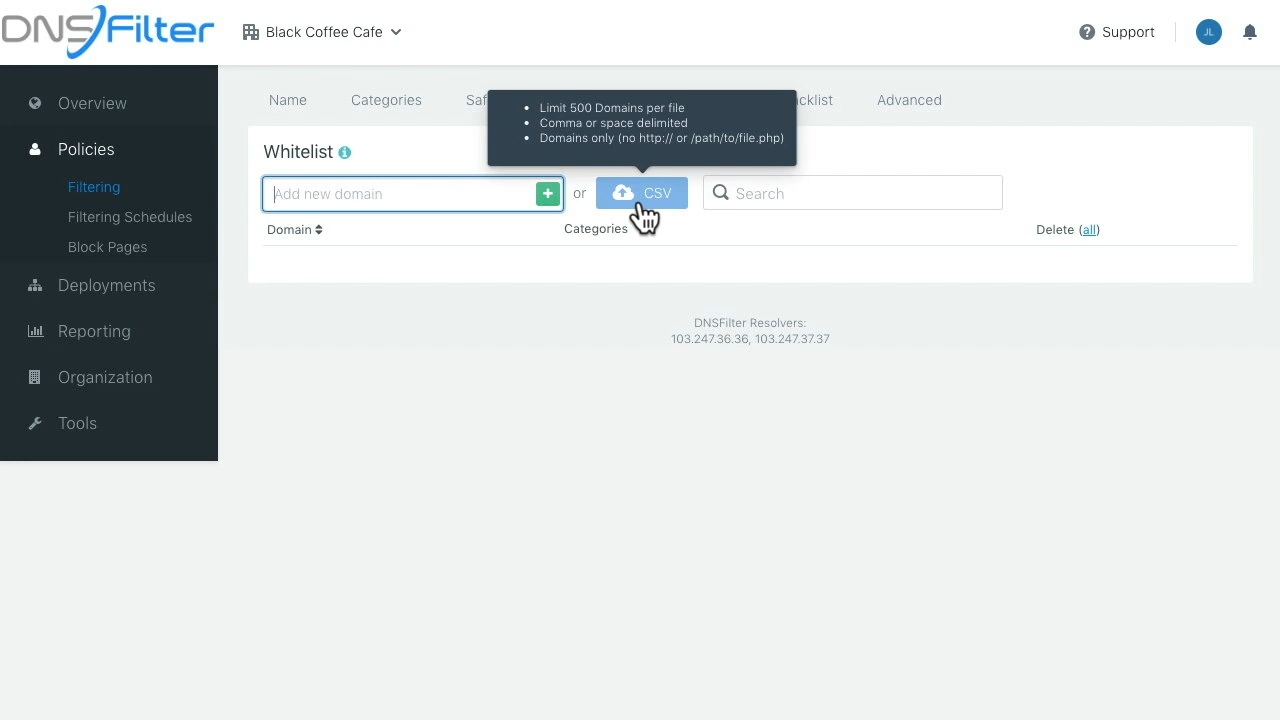 DNSFilter
Black Coffee Cafe
Support
JL
Overview
Policies
Filtering
Filtering Schedules
Block Pages
Deployments
Reporting
Organization
Tools
Name
Categories
Advanced
Limit 500 Domains per file
Comma or space delimited
Domains only (no http:// or /path/to/file.php)
Whitelist
Add new domain
or
CSV
Search
Domain
Categories
Delete (all)
DNSFilter Resolvers:
103.247.36.36, 103.247.37.37